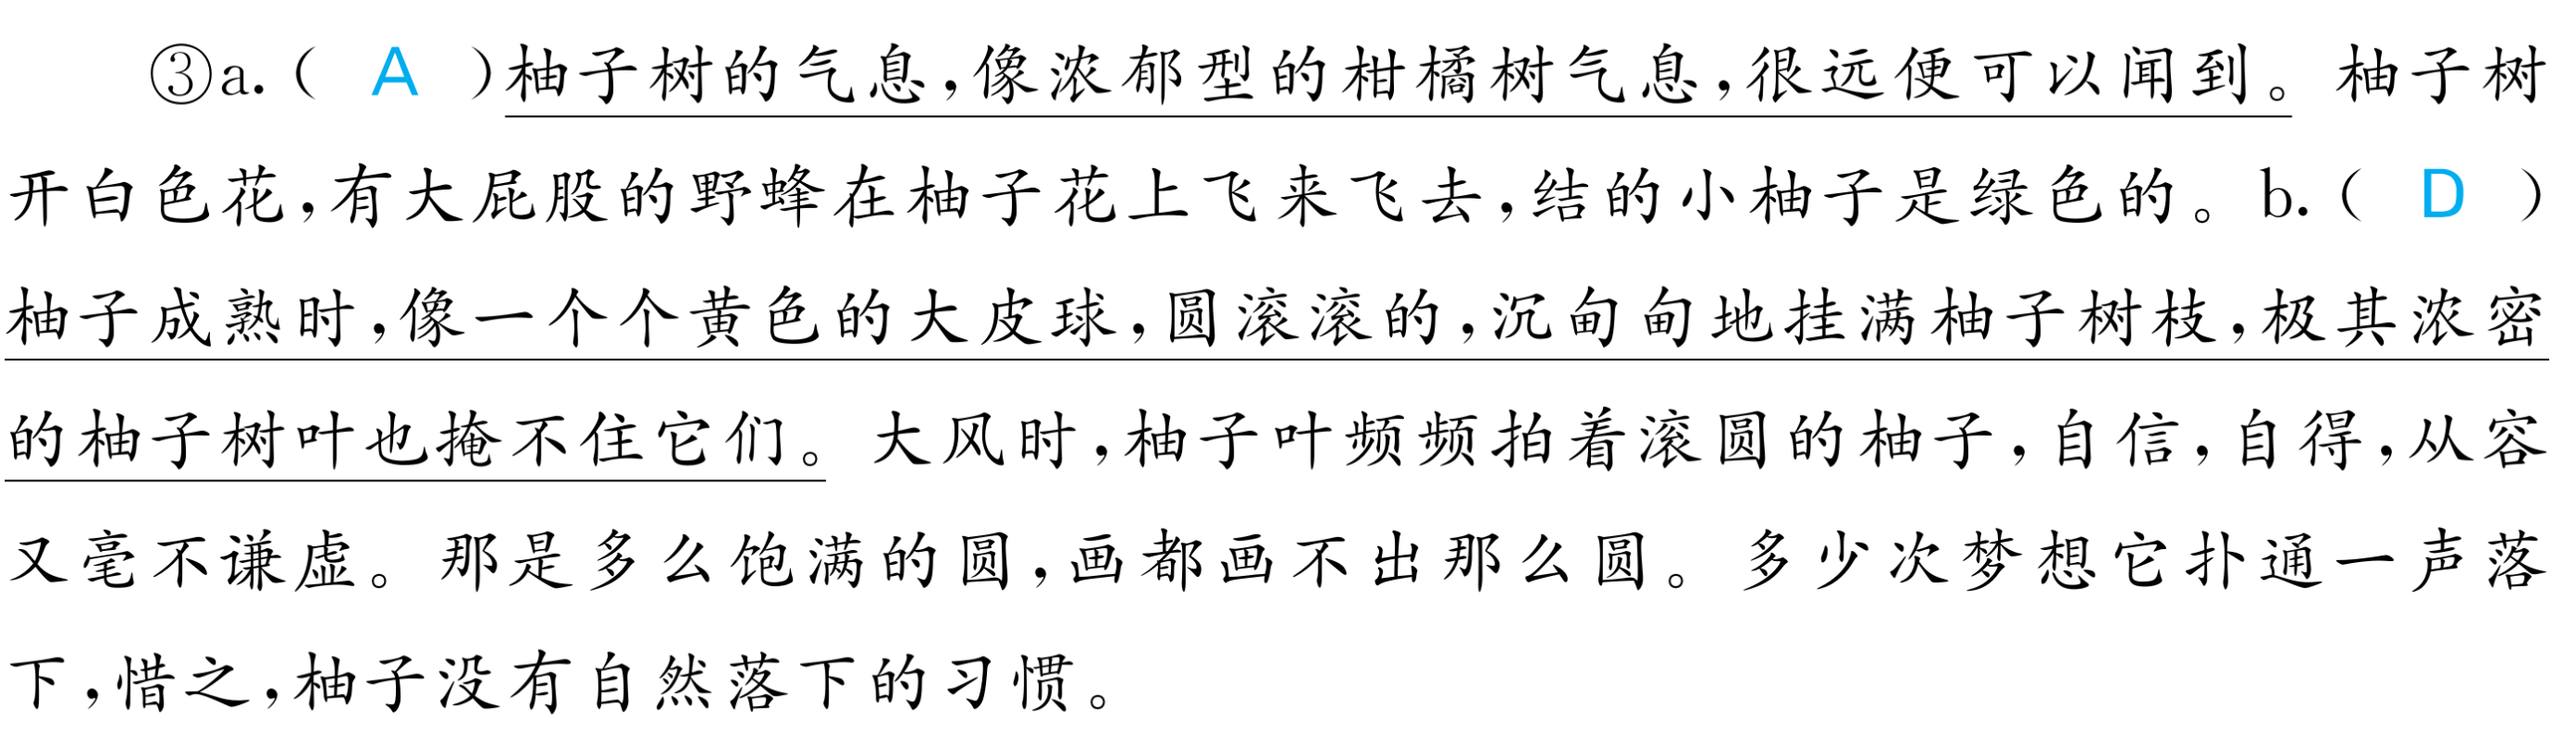 ③a.( A )柚子树的气息,像浓郁型的柑橘树气息,很远便可以闻到。柚子树
开白色花,有大屁股的野蜂在柚子花上飞来飞去,结的小柚子是绿色的。b.( D )
柚子成熟时,像一个个黄色的大皮球,圆滚滚的,沉甸甸地挂满柚子树枝,极其浓密
的柚子树叶也掩不住它们。大风时,柚子叶频频拍着滚圆的柚子,自信,自得,从容
又毫不谦虚。那是多么饱满的圆,画都画不出那么圆。多少次梦想它扑通一声落
下,惜之,柚子没有自然落下的习惯。